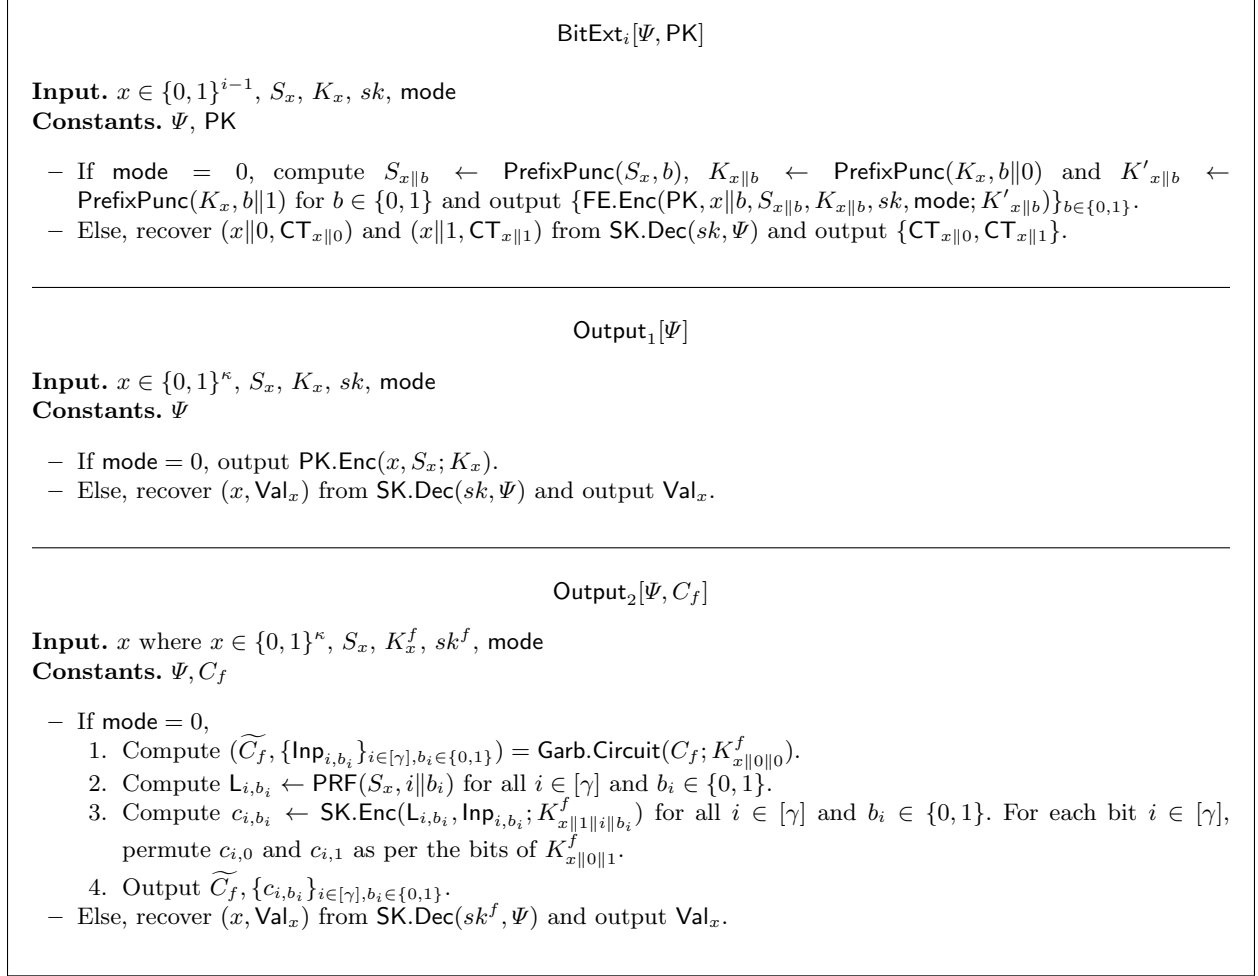 BitExt_i[Ψ, PK]
Input. x ∈ {0, 1}^{i−1}, S_x, K_x, sk, mode
Constants. Ψ, PK
– If mode = 0, compute S_{x‖b} ← PrefixPunc(S_x, b), K_{x‖b} ← PrefixPunc(K_x, b‖0) and K'_{x‖b} ←
PrefixPunc(K_x, b‖1) for b ∈ {0, 1} and output {FE.Enc(PK, x‖b, S_{x‖b}, K_{x‖b}, sk, mode; K'_{x‖b})}_{b∈{0,1}}.
– Else, recover (x‖0, CT_{x‖0}) and (x‖1, CT_{x‖1}) from SK.Dec(sk, Ψ) and output {CT_{x‖0}, CT_{x‖1}}.
Output_1[Ψ]
Input. x ∈ {0, 1}^κ, S_x, K_x, sk, mode
Constants. Ψ
– If mode = 0, output PK.Enc(x, S_x; K_x).
– Else, recover (x, Val_x) from SK.Dec(sk, Ψ) and output Val_x.
Output_2[Ψ, C_f]
Input. x where x ∈ {0, 1}^κ, S_x, K_x^f, sk^f, mode
Constants. Ψ, C_f
– If mode = 0,
1. Compute (\widetilde{C_f}, {Inp_{i,b_i}}_{i∈[γ],b_i∈{0,1}}) = Garb.Circuit(C_f; K^f_{x‖0‖0}).
2. Compute L_{i,b_i} ← PRF(S_x, i‖b_i) for all i ∈ [γ] and b_i ∈ {0, 1}.
3. Compute c_{i,b_i} ← SK.Enc(L_{i,b_i}, Inp_{i,b_i}; K^f_{x‖1‖i‖b_i}) for all i ∈ [γ] and b_i ∈ {0, 1}. For each bit i ∈ [γ],
permute c_{i,0} and c_{i,1} as per the bits of K^f_{x‖0‖1}.
4. Output \widetilde{C_f}, {c_{i,b_i}}_{i∈[γ],b_i∈{0,1}}.
– Else, recover (x, Val_x) from SK.Dec(sk^f, Ψ) and output Val_x.